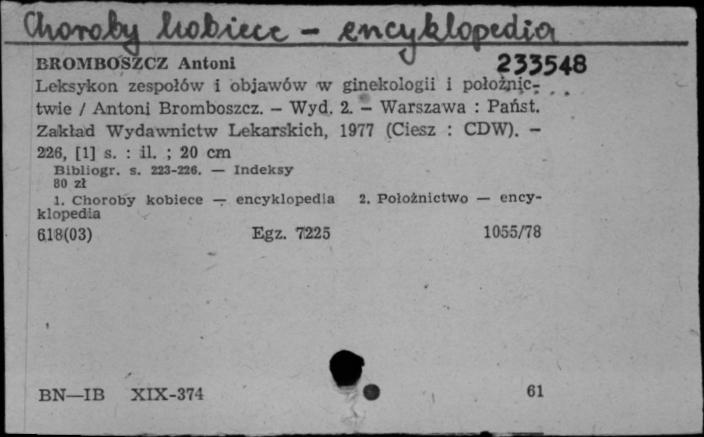 Choroby kobiece - encyklopedia
BROMBOSZCZ Antoni
233548
Leksykon zespołów i objawów w ginekologii i położnic-
twie / Antoni Bromboszcz. — Wyd. 2. — Warszawa : Państ.
Zakład Wydawnictw Lekarskich, 1977 (Ciesz : CDW). —
226, [1] s. : il. ; 20 cm
Bibliogr. s. 223-226. — Indeksy
80 zł
1. Choroby kobiece — encyklopedia 2. Położnictwo — ency-
klopedia
618(03) Egz. 7225 1055/78
BN—IB XIX-374 61